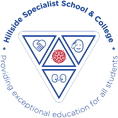 • Hillside Specialist School & College •
Providing exceptional education for all students